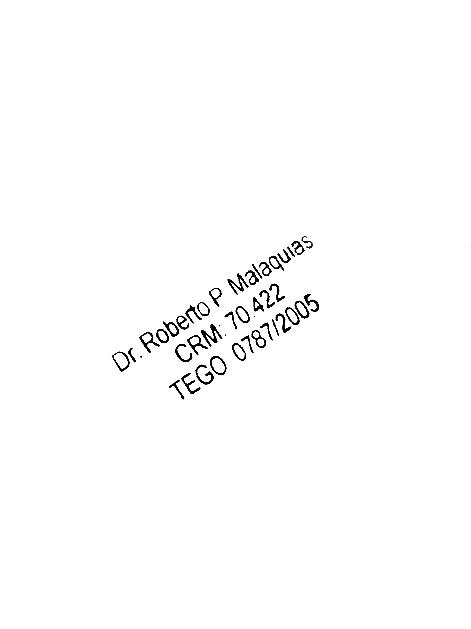 Dr. Roberto P Malaquias
CRM: 70.422
TEGO 0787/2005